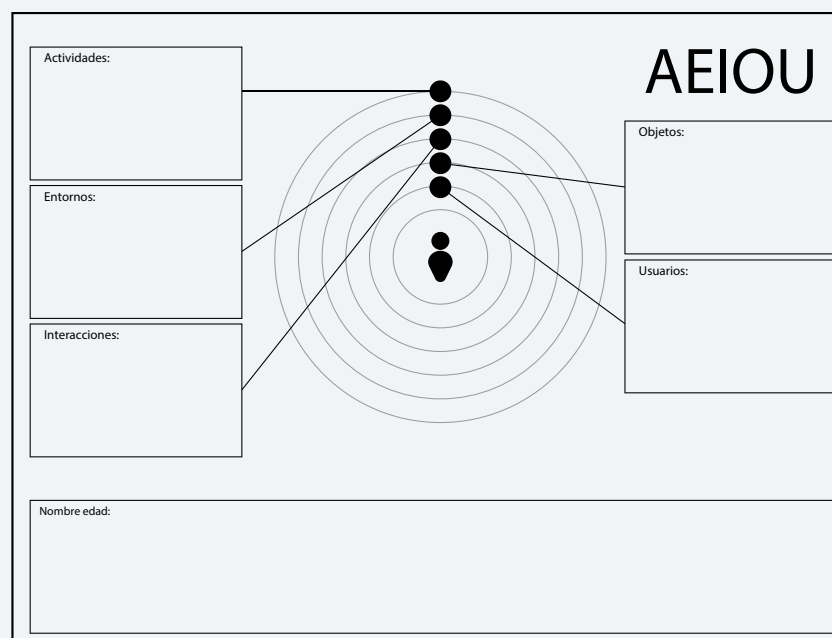 AEIOU
Actividades:
Entornos:
Interacciones:
Objetos:
Usuarios:
Nombre edad: